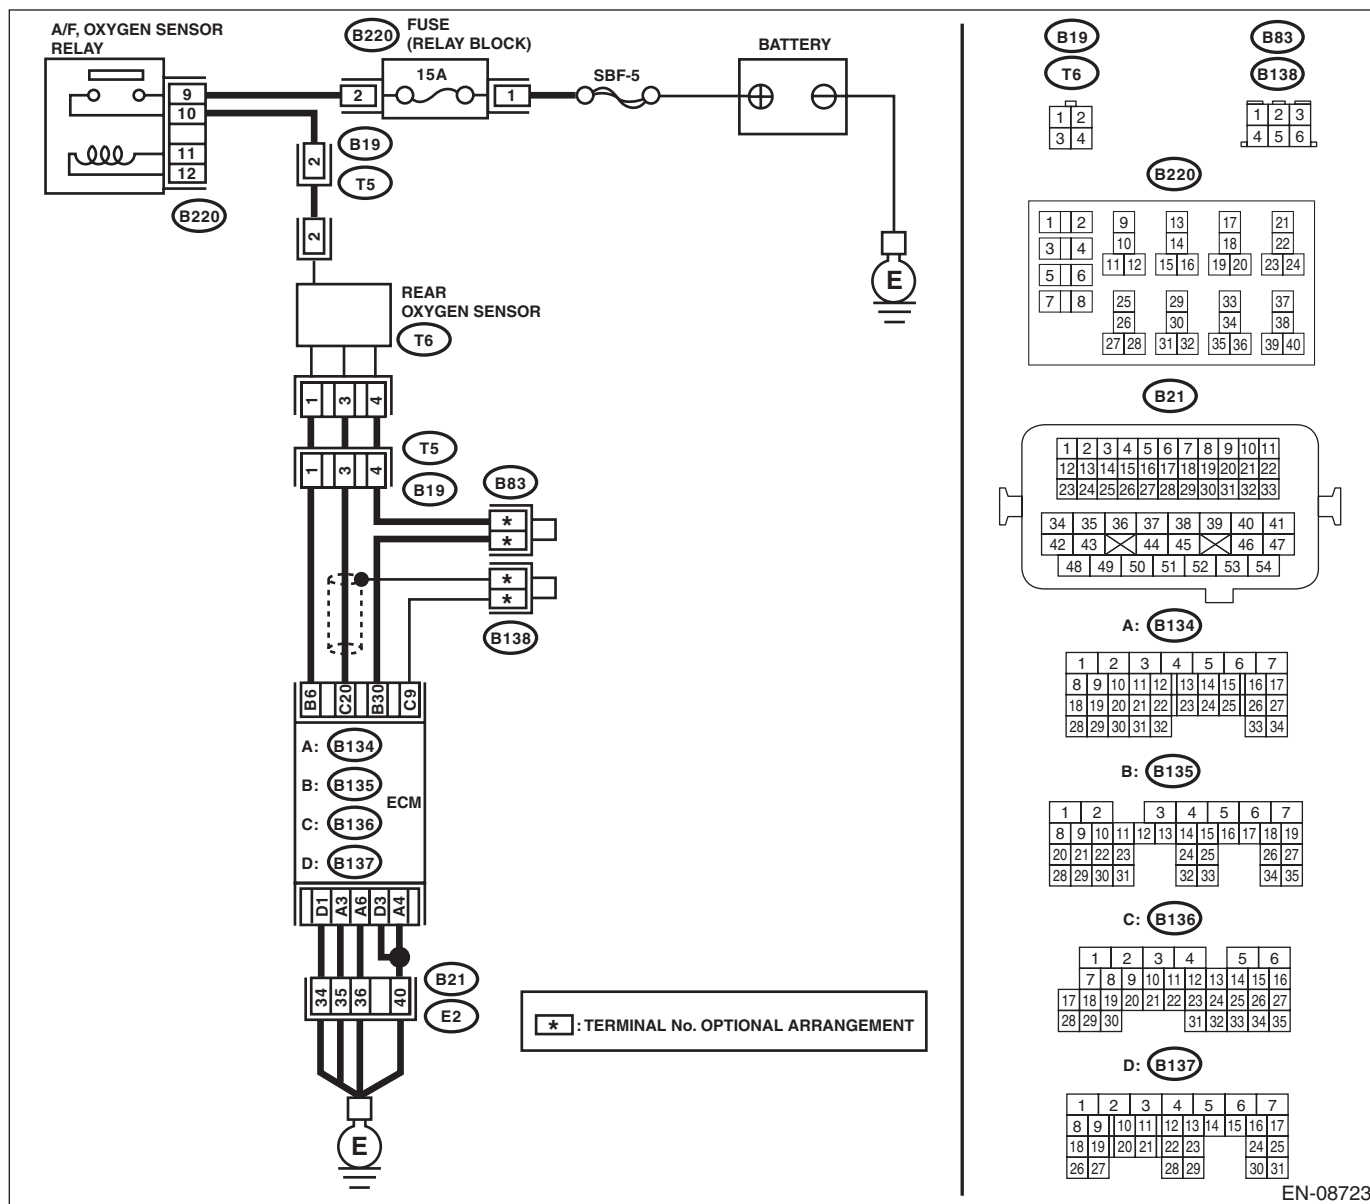 A/F, OXYGEN SENSOR
RELAY
9
10
11
12
B220
B220
FUSE
(RELAY BLOCK)
2
15A
1
SBF-5
BATTERY
E
2
B19
T5
2
REAR
OXYGEN SENSOR
T6
1 3 4
T5
1 3 4
B19
B83
*
*
*
*
B138
B6 C20 B30 C9
A: B134
B: B135
ECM
C: B136
D: B137
D1 A3 A6 D3 A4
B21
34 35 36 40
E2
* : TERMINAL No. OPTIONAL ARRANGEMENT
E
B19
T6
1 2
3 4
B83
B138
1 2 3
4 5 6
B220
1 2 9 13 17 21
3 4 10 14 18 22
11 12 15 16 19 20 23 24
5 6
7 8 25 29 33 37
26 30 34 38
27 28 31 32 35 36 39 40
B21
1 2 3 4 5 6 7 8 9 10 11
12 13 14 15 16 17 18 19 20 21 22
23 24 25 26 27 28 29 30 31 32 33
34 35 36 37 38 39 40 41
42 43 44 45 46 47
48 49 50 51 52 53 54
A: B134
1 2 3 4 5 6 7
8 9 10 11 12 13 14 15 16 17
18 19 20 21 22 23 24 25 26 27
28 29 30 31 32 33 34
B: B135
1 2 3 4 5 6 7
8 9 10 11 12 13 14 15 16 17 18 19
20 21 22 23 24 25 26 27
28 29 30 31 32 33 34 35
C: B136
1 2 3 4 5 6
7 8 9 10 11 12 13 14 15 16
17 18 19 20 21 22 23 24 25 26 27
28 29 30 31 32 33 34 35
D: B137
1 2 3 4 5 6 7
8 9 10 11 12 13 14 15 16 17
18 19 20 21 22 23 24 25
26 27 28 29 30 31
EN-08723